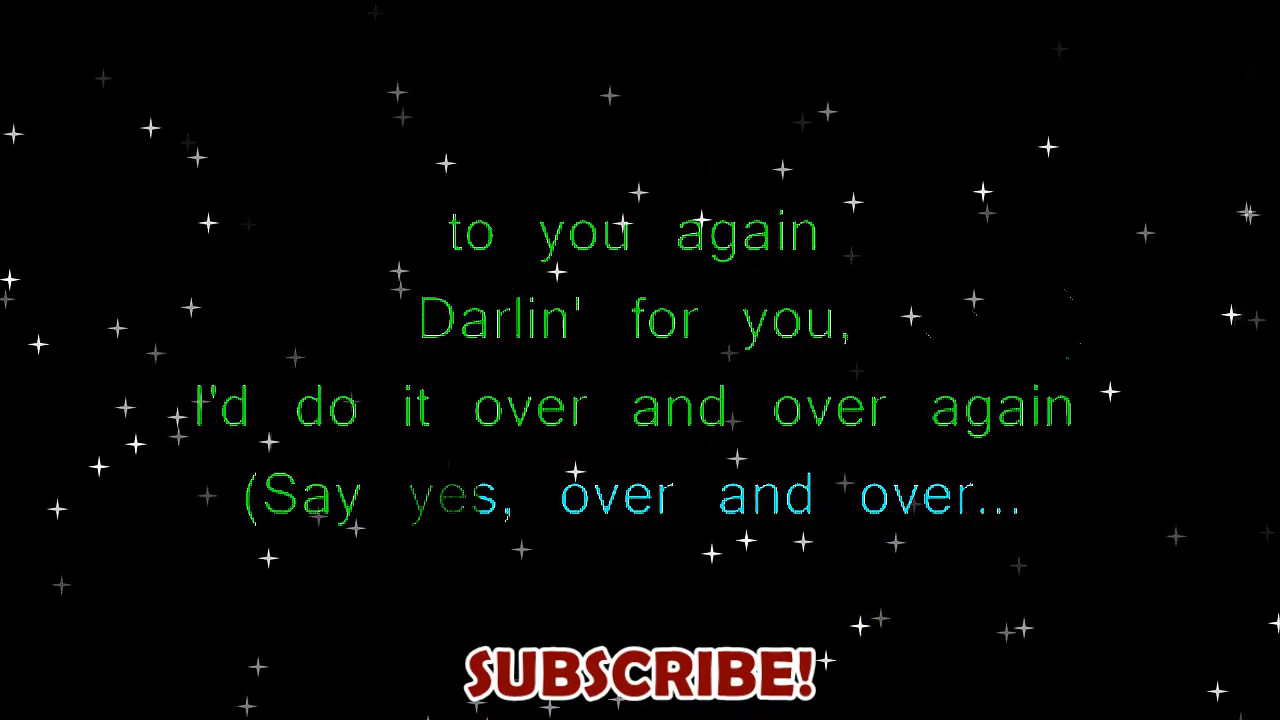 to you again
Darlin' for you,
I'd do it over and over again
(Say yes, over and over...
SUBSCRIBE!